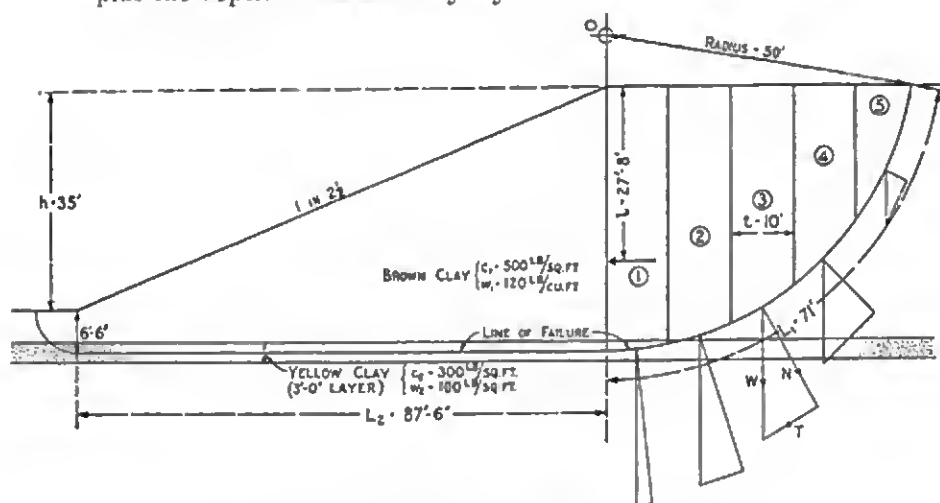 O
RADIUS · 50'
⑤
④
h·35'
1 IN 2½
l·27'·8'
③
t·10'
②
BROWN CLAY { C₁ · 500 LB/SQ.FT
W₁ · 120 LB/CU.FT
①
L₁ · 71'
6'·6"
LINE OF FAILURE
YELLOW CLAY { C₂ · 300 LB/SQ.FT.
(3'·0" LAYER) W₂ · 100 LB/SQ.FT
W
N
T
L₂ · 87'·6"